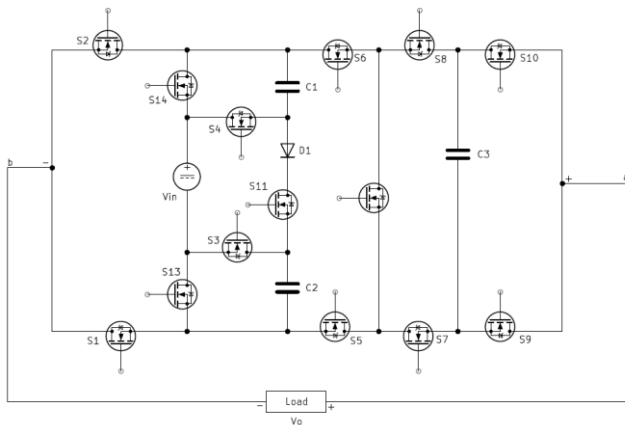 S2
S6
S8
S10
S14
C1
S4
D1
C3
+
Vin
S11
b
-
+
S3
S13
C2
S1
S5
S7
S9
- Load +
Vo